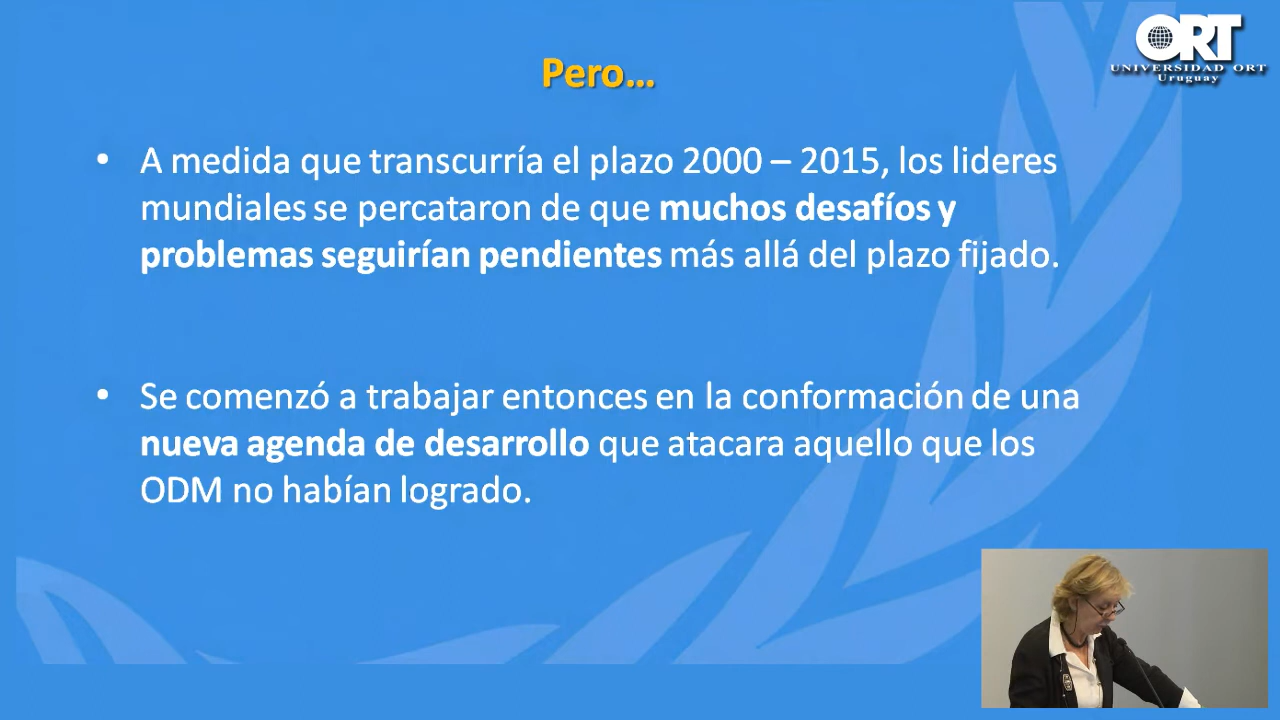 ORT
UNIVERSIDAD ORT
Uruguay
Pero...
• A medida que transcurría el plazo 2000 – 2015, los lideres
mundiales se percataron de que muchos desafíos y
problemas seguirían pendientes más allá del plazo fijado.
• Se comenzó a trabajar entonces en la conformación de una
nueva agenda de desarrollo que atacara aquello que los
ODM no habían logrado.